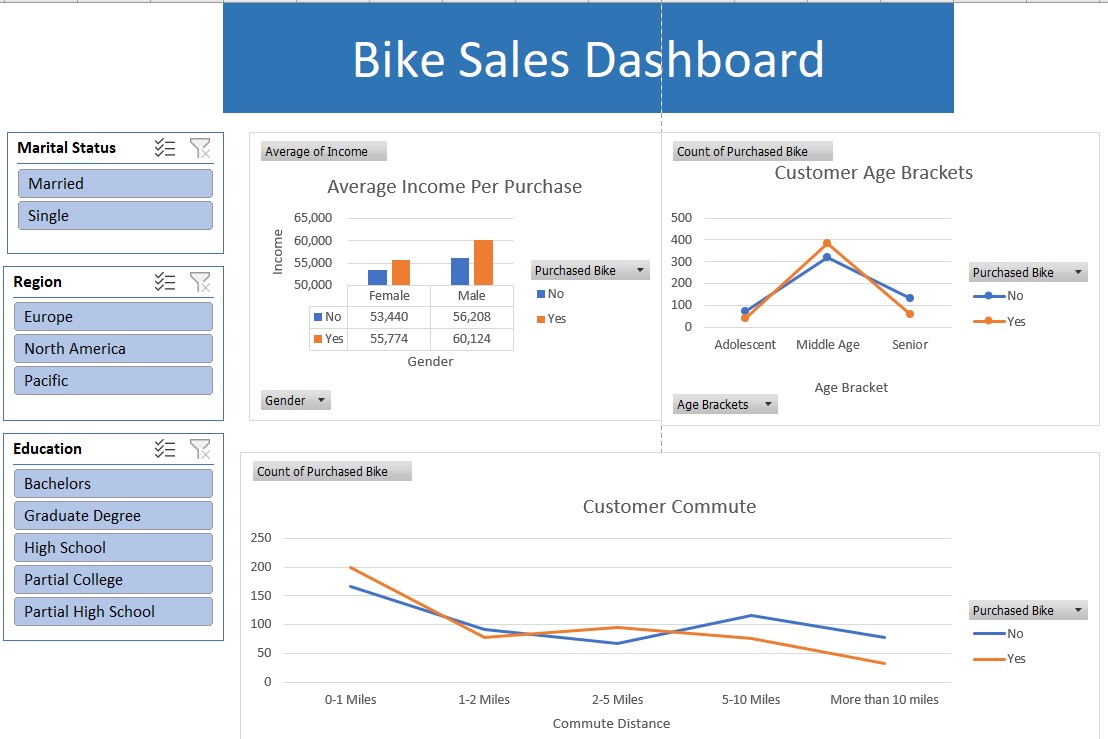 Bike Sales Dashboard
Marital Status
Married
Single
Region
Europe
North America
Pacific
Education
Bachelors
Graduate Degree
High School
Partial College
Partial High School
Average of Income
Average Income Per Purchase
65,000
60,000
55,000
50,000
Income
Female Male
No 53,440 56,208
Yes 55,774 60,124
Gender
Purchased Bike
No
Yes
Gender
Count of Purchased Bike
Customer Age Brackets
500
400
300
200
100
0
Adolescent Middle Age Senior
Age Bracket
Purchased Bike
No
Yes
Age Brackets
Count of Purchased Bike
Customer Commute
250
200
150
100
50
0
0-1 Miles 1-2 Miles 2-5 Miles 5-10 Miles More than 10 miles
Commute Distance
Purchased Bike
No
Yes